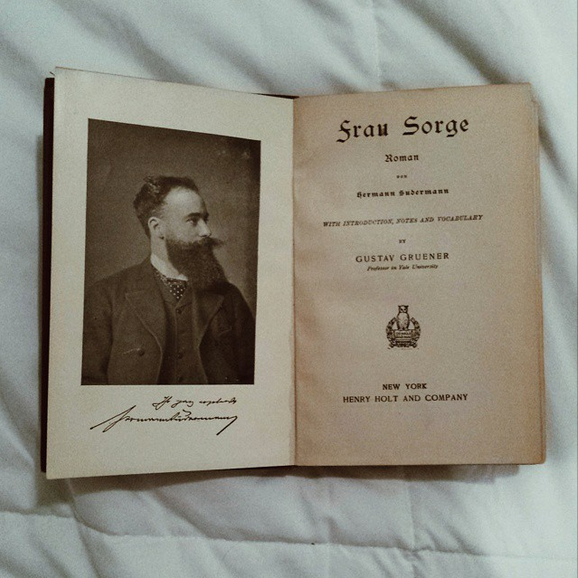 Hermann Sudermann
Frau Sorge
Roman
von
Hermann Sudermann
WITH INTRODUCTION, NOTES AND VOCABULARY
BY
GUSTAV GRUENER
Professor in Yale University
NEW YORK
HENRY HOLT AND COMPANY